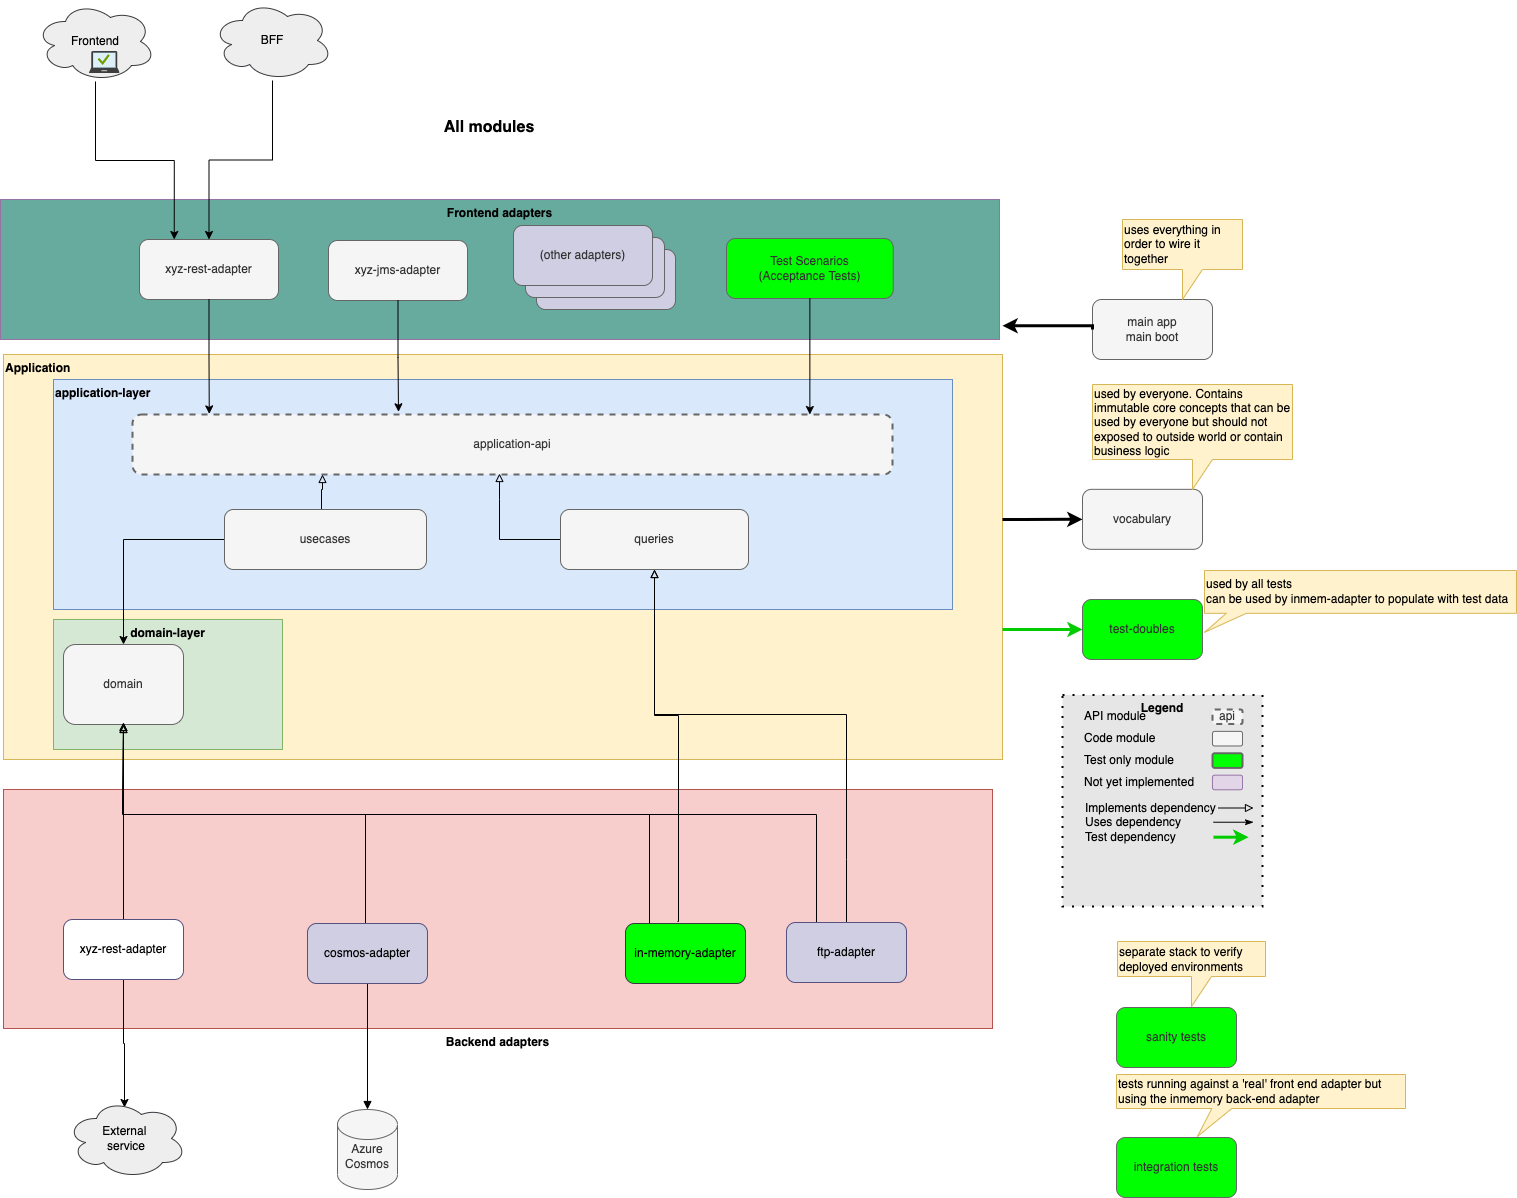 Frontend
BFF
All modules
Frontend adapters
xyz-rest-adapter
xyz-jms-adapter
(other adapters)
Test Scenarios
(Acceptance Tests)
uses everything in
order to wire it
together
main app
main boot
Application
application-layer
application-api
usecases
queries
used by everyone. Contains
immutable core concepts that can be
used by everyone but should not
exposed to outside world or contain
business logic
vocabulary
used by all tests
can be used by inmem-adapter to populate with test data
test-doubles
domain-layer
domain
Legend
API module
api
Code module
Test only module
Not yet implemented
Implements dependency
Uses dependency
Test dependency
xyz-rest-adapter
cosmos-adapter
in-memory-adapter
ftp-adapter
Backend adapters
External
service
Azure
Cosmos
separate stack to verify
deployed environments
sanity tests
tests running against a 'real' front end adapter but
using the inmemory back-end adapter
integration tests